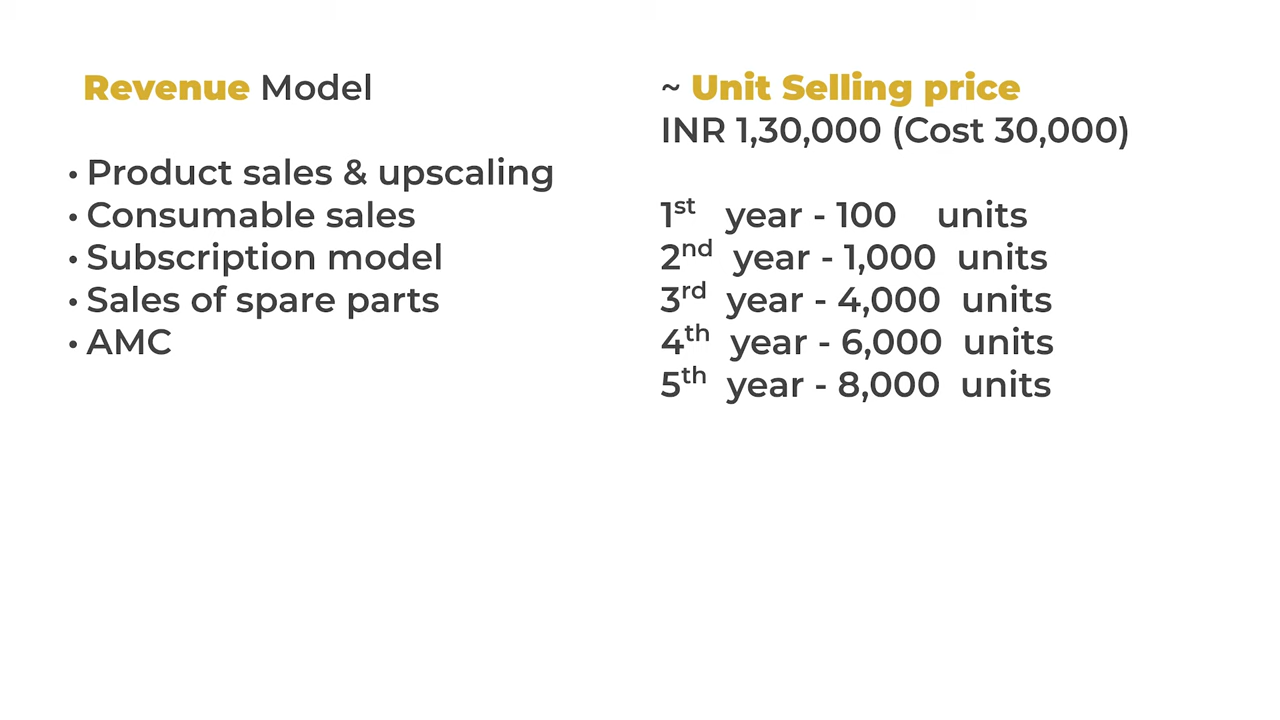 Revenue Model
• Product sales & upscaling
• Consumable sales
• Subscription model
• Sales of spare parts
• AMC
~ Unit Selling price
INR 1,30,000 (Cost 30,000)
1st year - 100 units
2nd year - 1,000 units
3rd year - 4,000 units
4th year - 6,000 units
5th year - 8,000 units